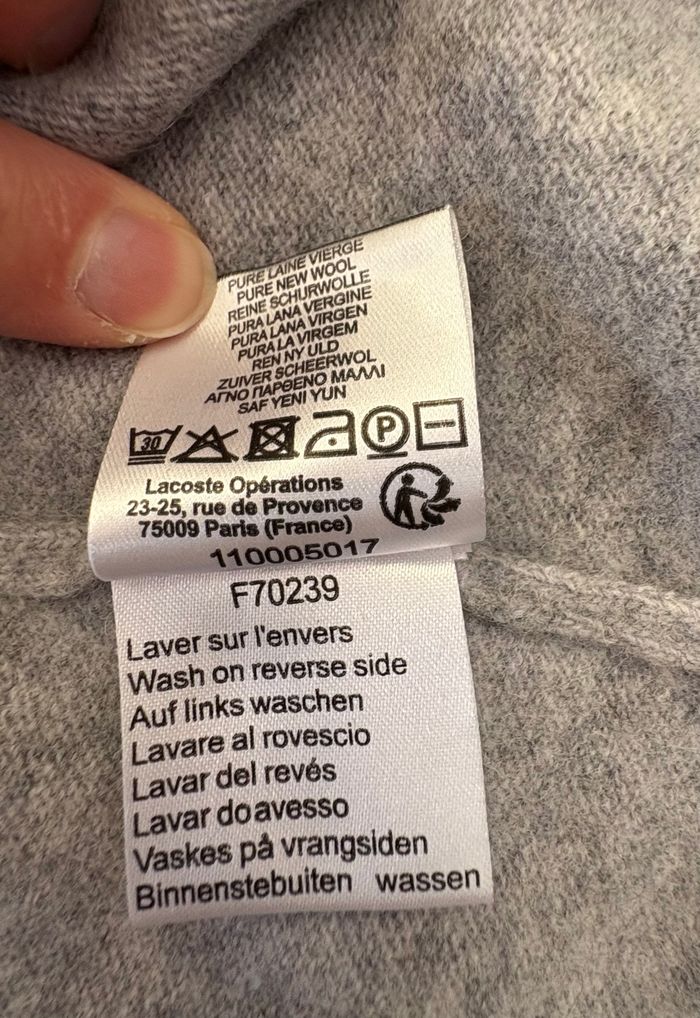 PURE LAINE VIERGE
PURE NEW WOOL
REINE SCHURWOLLE
PURA LANA VERGINE
PURA LANA VIRGEN
PURA LA VIRGEM
REN NY ULD
ZUIVER SCHEERWOL
ΑΓΝΟ ΠΑΡΘΕΝΟ ΜΑΛΛΙ
SAF YENI YUN
30 P
Lacoste Opérations
23-25, rue de Provence
75009 Paris (France)
110005017
F70239
Laver sur l'envers
Wash on reverse side
Auf links waschen
Lavare al rovescio
Lavar del revés
Lavar doavesso
Vaskes på vrangsiden
Binnenstebuiten wassen